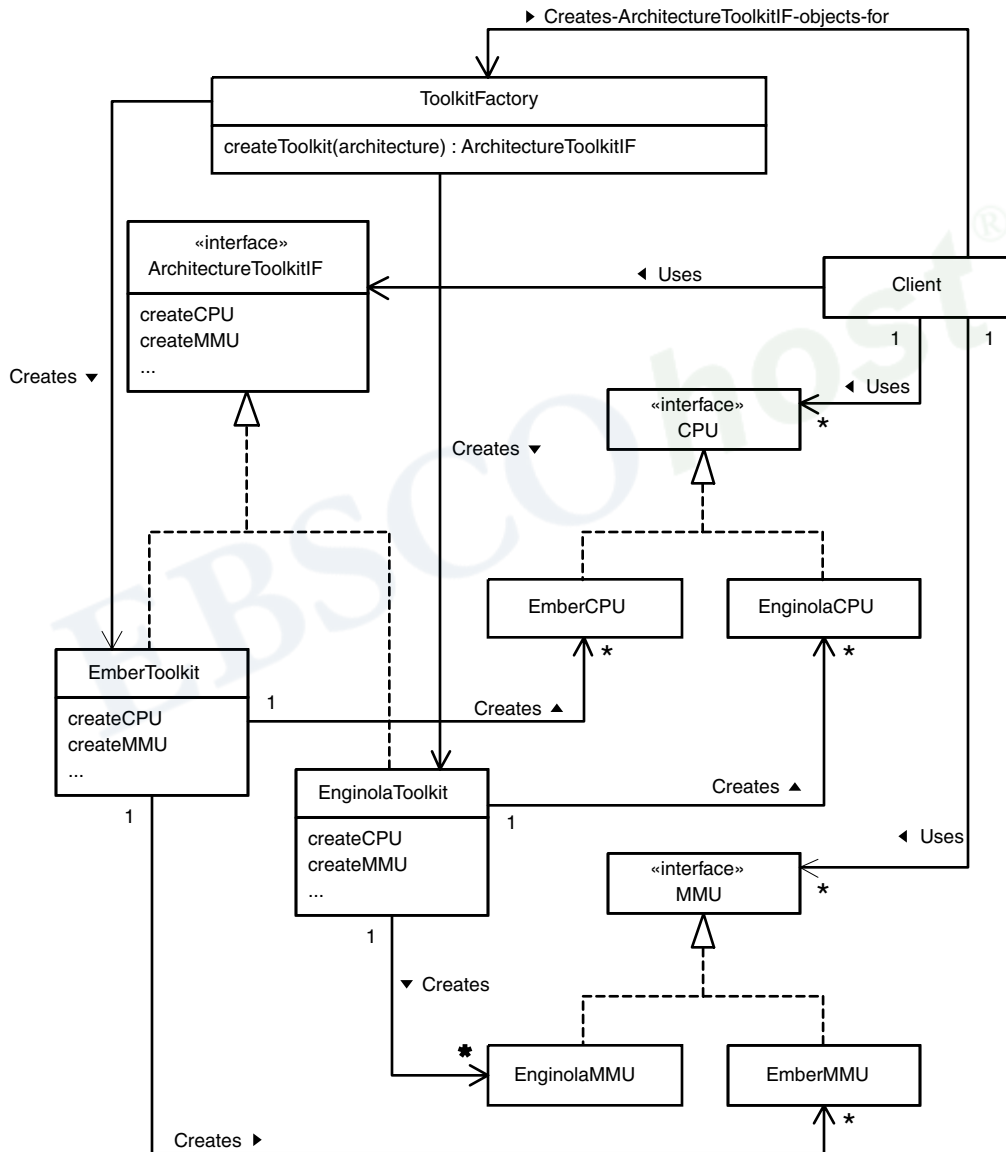 ▶ Creates-ArchitectureToolkitIF-objects-for
ToolkitFactory
createToolkit(architecture) : ArchitectureToolkitIF
«interface»
ArchitectureToolkitIF
createCPU
createMMU
...
◀ Uses
Client
1
1
Creates ▼
◀ Uses
«interface»
CPU
*
Creates ▼
EmberCPU
EnginolaCPU
*
*
EmberToolkit
createCPU
createMMU
...
1
Creates ▲
1
EnginolaToolkit
createCPU
createMMU
...
1
Creates ▲
1
◀ Uses
«interface»
MMU
*
▼ Creates
*
EnginolaMMU
EmberMMU
*
Creates ▶
EBSCOhost®